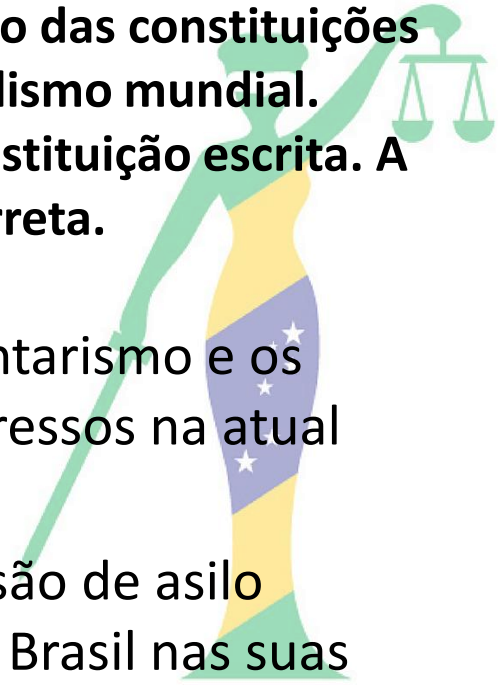 o das constituições
lismo mundial.
stituição escrita. A
rreta.
ntarismo e os
ressos na atual
são de asilo
Brasil nas suas